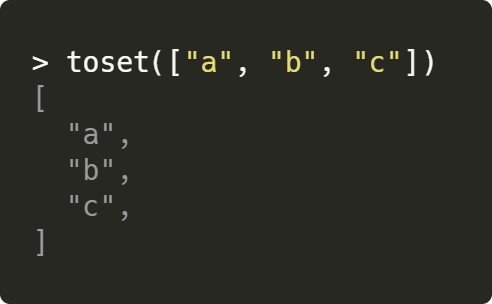 > toset(["a", "b", "c"])
[
  "a",
  "b",
  "c",
]